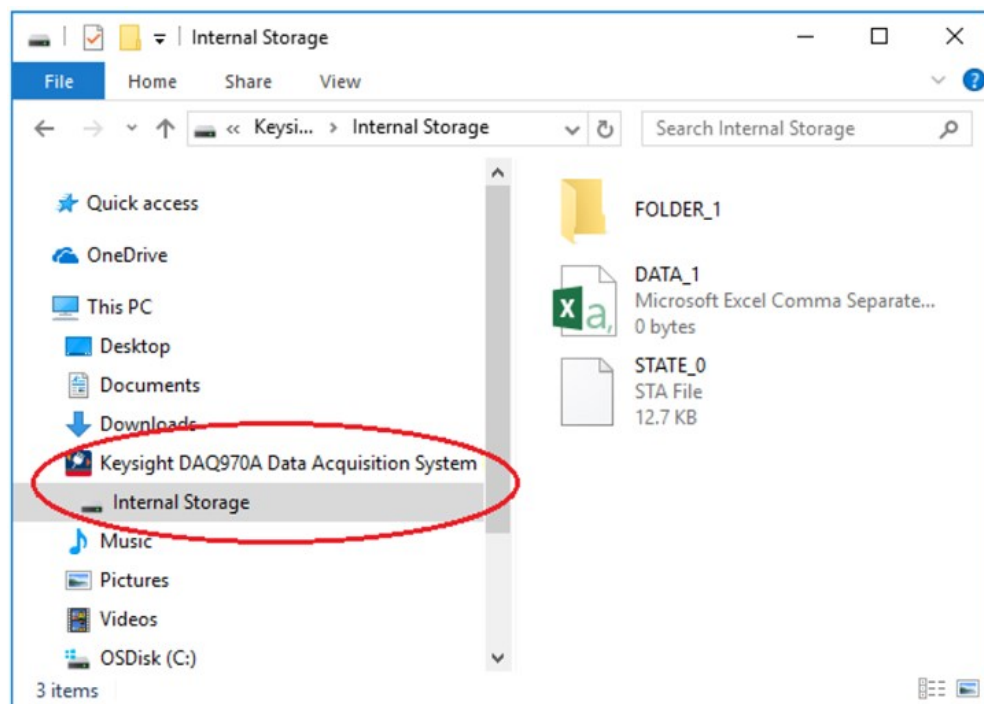 Internal Storage
File Home Share View
« Keysi... > Internal Storage
Search Internal Storage
Quick access
OneDrive
This PC
Desktop
Documents
Downloads
Keysight DAQ970A Data Acquisition System
Internal Storage
Music
Pictures
Videos
OSDisk (C:)
FOLDER_1
DATA_1
Microsoft Excel Comma Separate...
0 bytes
STATE_0
STA File
12.7 KB
3 items